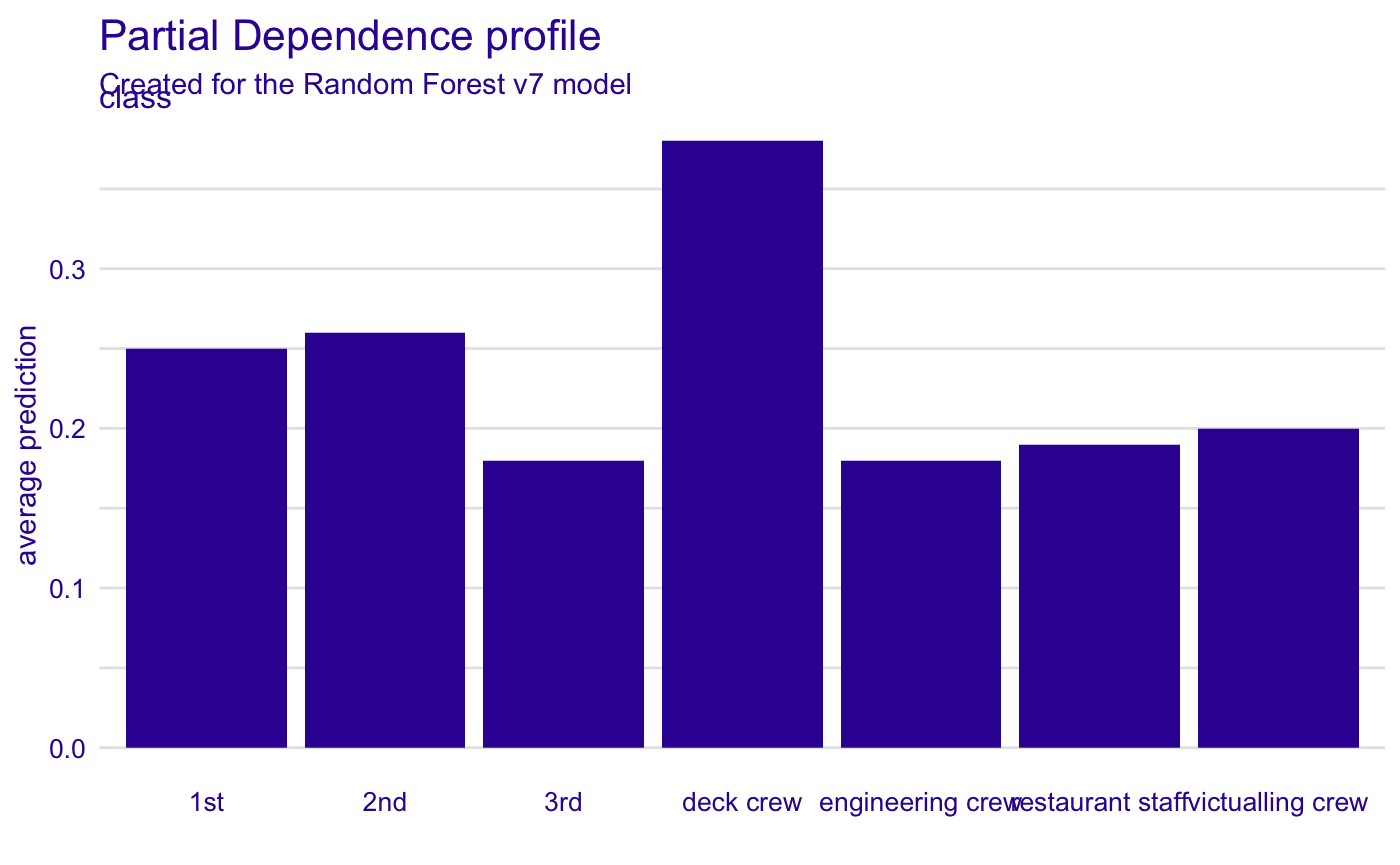 Partial Dependence profile
Created for the Random Forest v7 model
class
average prediction
0.3
0.2
0.1
0.0
1st 2nd 3rd deck crew engineering crew restaurant staff victualling crew